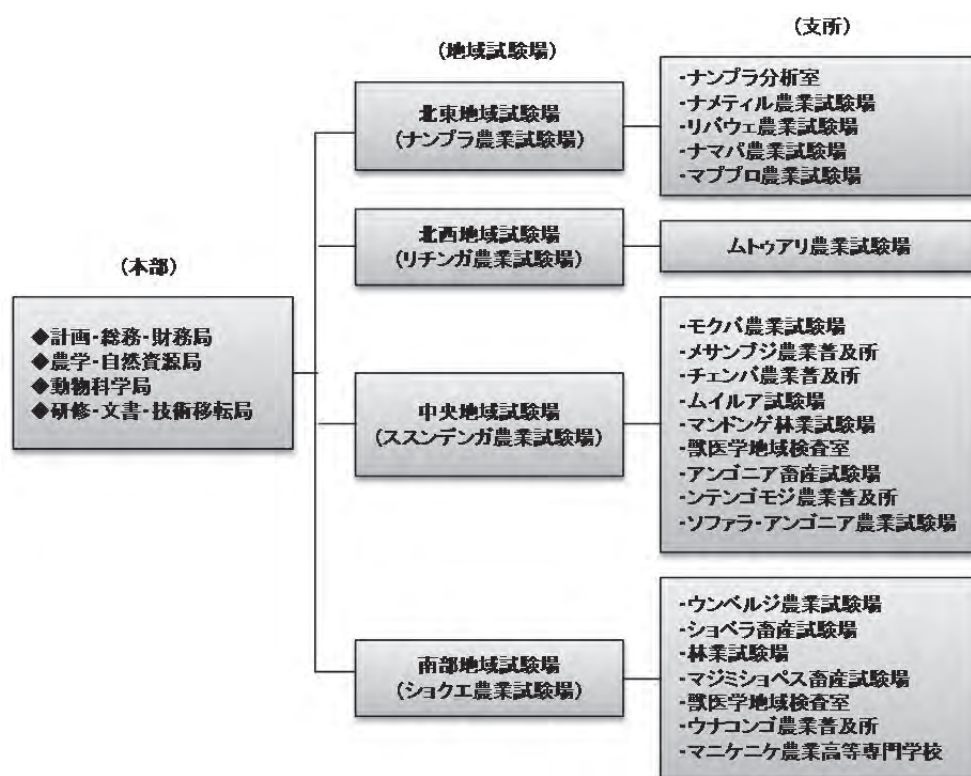 (支所)
(地域試験場)
・ナンプラ分析室
・ナメティル農業試験場
・リバウェ農業試験場
・ナマパ農業試験場
・マププロ農業試験場
北東地域試験場
(ナンプラ農業試験場)
北西地域試験場
(リチンガ農業試験場)
ムトゥアリ農業試験場
(本部)
◆計画・総務・財務局
◆農学・自然資源局
◆動物科学局
◆研修・文書・技術移転局
中央地域試験場
(ススンデンガ農業試験場)
・モクバ農業試験場
・メサンブジ農業普及所
・チェンバ農業普及所
・ムイルア試験場
・マンドンゲ林業試験場
・獣医学地域検査室
・アンゴニア畜産試験場
・ンテンゴモジ農業普及所
・ソファラ・アンゴニア農業試験場
南部地域試験場
(ショクエ農業試験場)
・ウンベルジ農業試験場
・ショベラ畜産試験場
・林業試験場
・マジミショペス畜産試験場
・獣医学地域検査室
・ウナコンゴ農業普及所
・マニケニケ農業高等専門学校